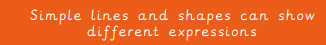 Simple lines and shapes can show
different expressions